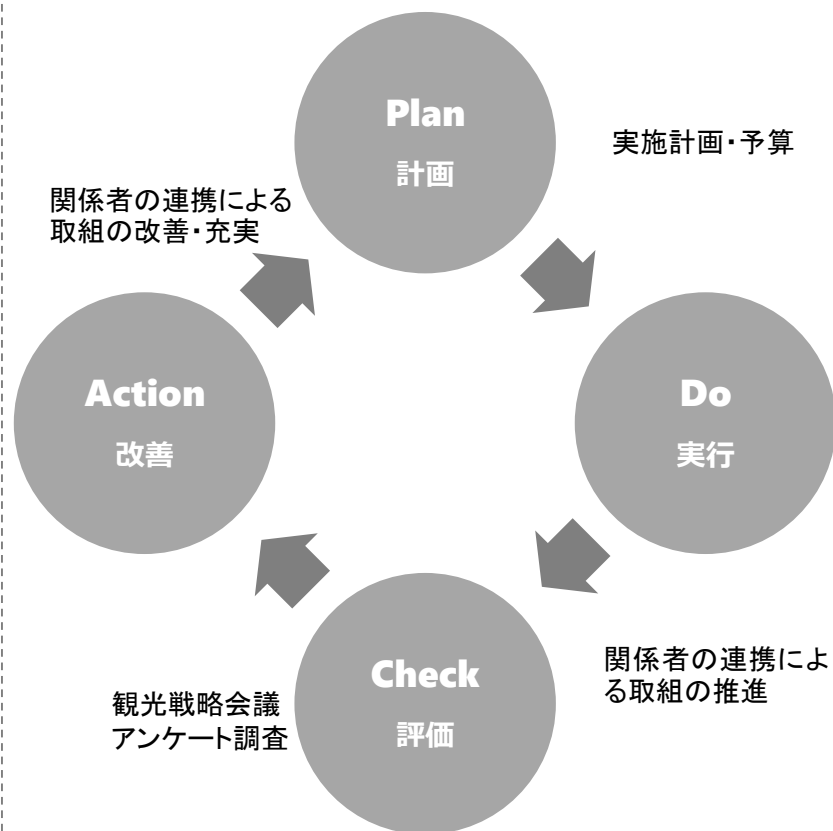 Plan
計画
実施計画・予算
関係者の連携による
取組の改善・充実
Action
改善
Do
実行
Check
評価
関係者の連携によ
る取組の推進
観光戦略会議
アンケート調査